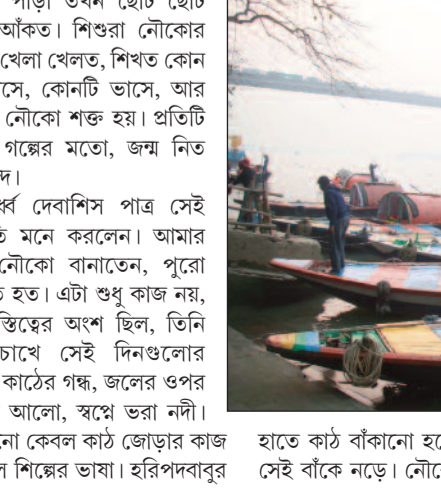 পাড়া তখন ছোট ছোট
আঁকত। শিশুরা নৌকোর
খেলা খেলত, শিখত কোন
কোনটি ভাসে, আর
নৌকো শক্ত হয়। প্রতিটি
গল্পের মতো, জন্ম নিত
দেবাশিস পাত্র সেই
মনে করলেন। আমার
নৌকো বানাতেন, পুরো
হত। এটা শুধু কাজ নয়,
অংশ ছিল, তিনি
চোখে সেই দিনগুলোর
কাঠের গন্ধ, জলের ওপর
আলো, স্বপ্নে ভরা নদী।
কেবল কাঠ জোড়ার কাজ
শিল্পের ভাষা। হরিপদবাবুর
হাতে কাঠ বাঁকানো
সেই বাঁকে নড়ে।